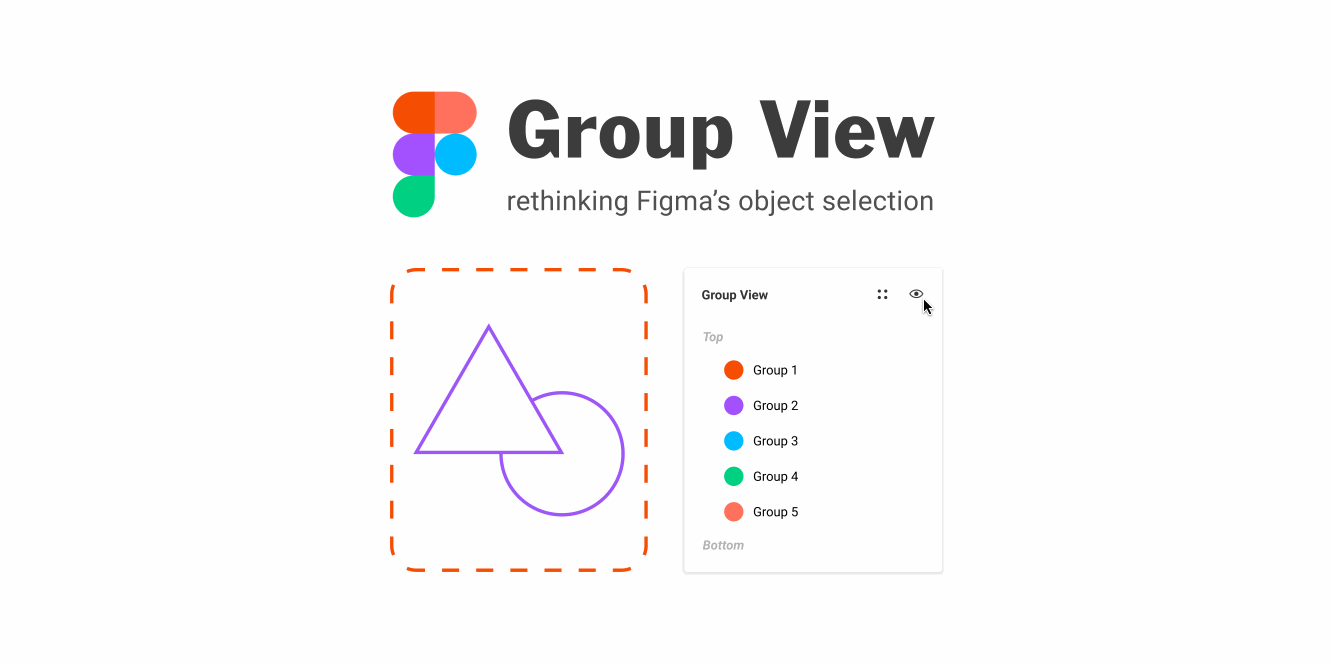 Group View
rethinking Figma’s object selection
Group View
Top
Group 1
Group 2
Group 3
Group 4
Group 5
Bottom